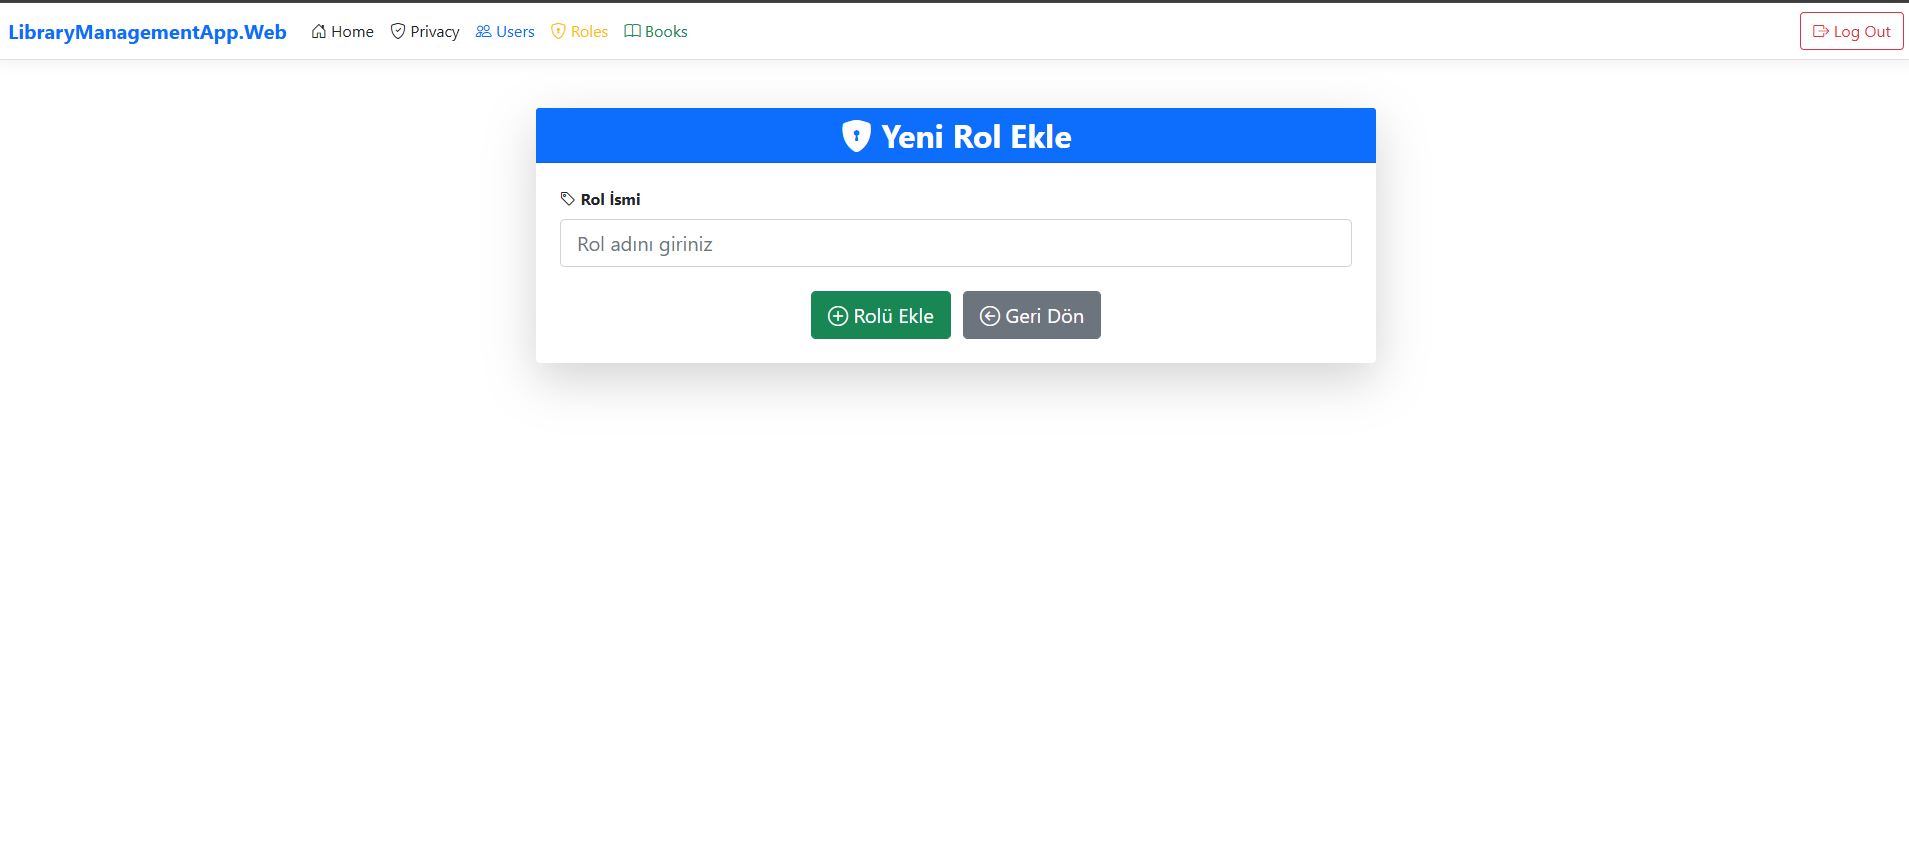 LibraryManagementApp.Web Home Privacy Users Roles Books Log Out
Yeni Rol Ekle
Rol İsmi
Rol adını giriniz
Rolü Ekle Geri Dön